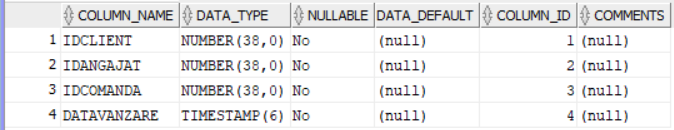 COLUMN_NAME DATA_TYPE NULLABLE DATA_DEFAULT COLUMN_ID COMMENTS
1 IDCLIENT NUMBER(38,0) No (null) 1 (null)
2 IDANGAJAT NUMBER(38,0) No (null) 2 (null)
3 IDCOMANDA NUMBER(38,0) No (null) 3 (null)
4 DATAVANZARE TIMESTAMP(6) No (null) 4 (null)